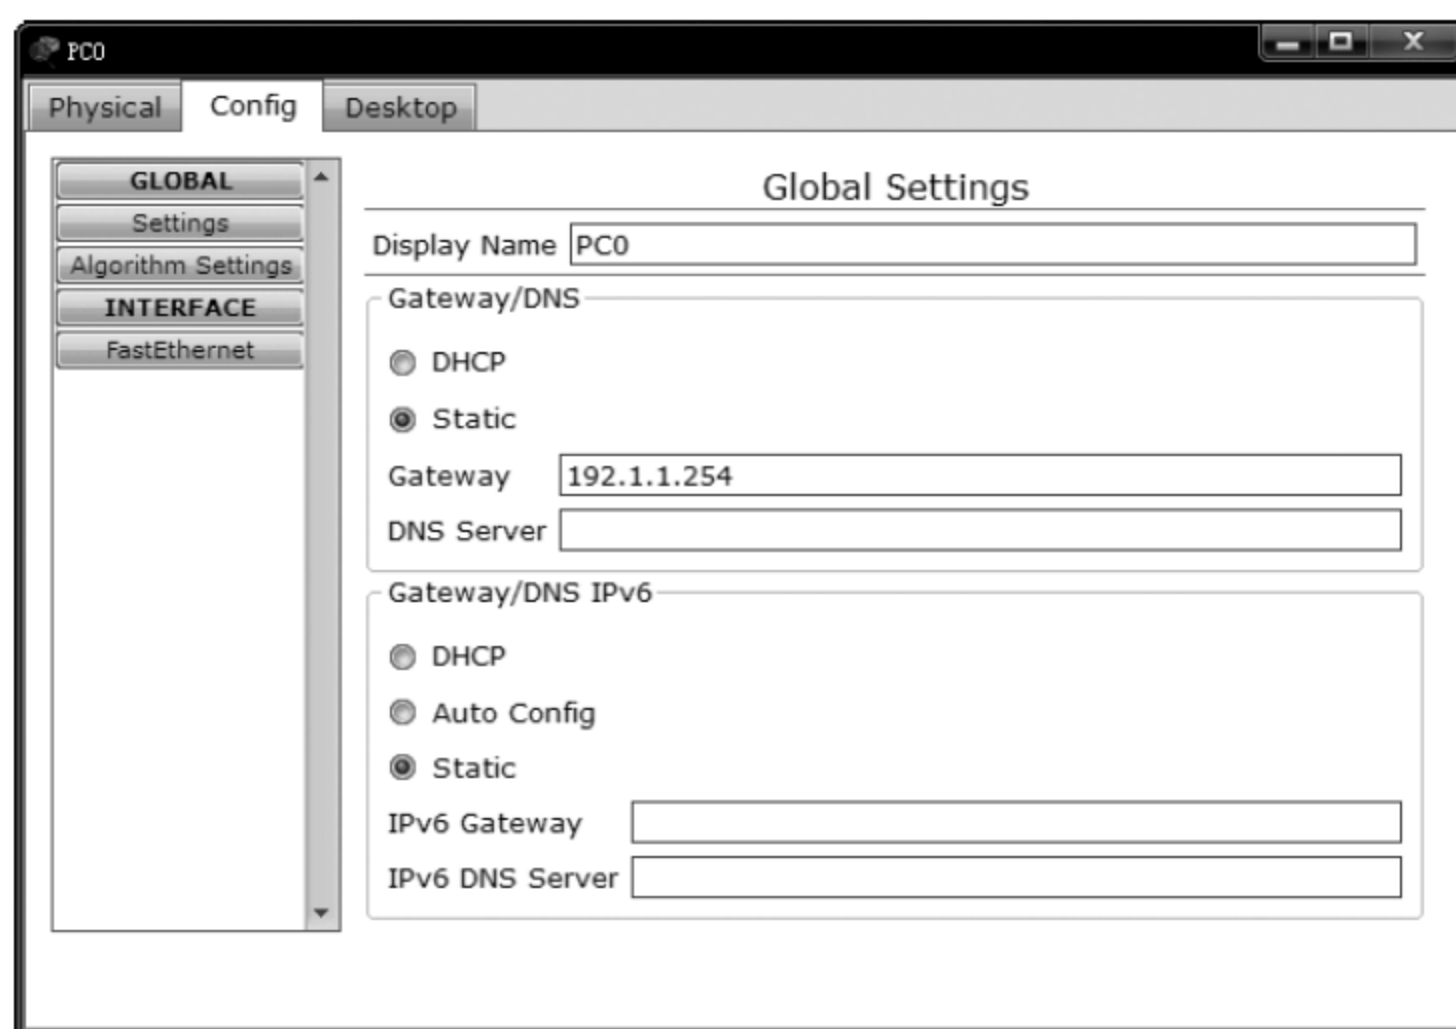 PC0
X
Physical Config Desktop
GLOBAL
Settings
Algorithm Settings
INTERFACE
FastEthernet
Global Settings
Display Name PC0
Gateway/DNS
DHCP
Static
Gateway 192.1.1.254
DNS Server
Gateway/DNS IPv6
DHCP
Auto Config
Static
IPv6 Gateway
IPv6 DNS Server